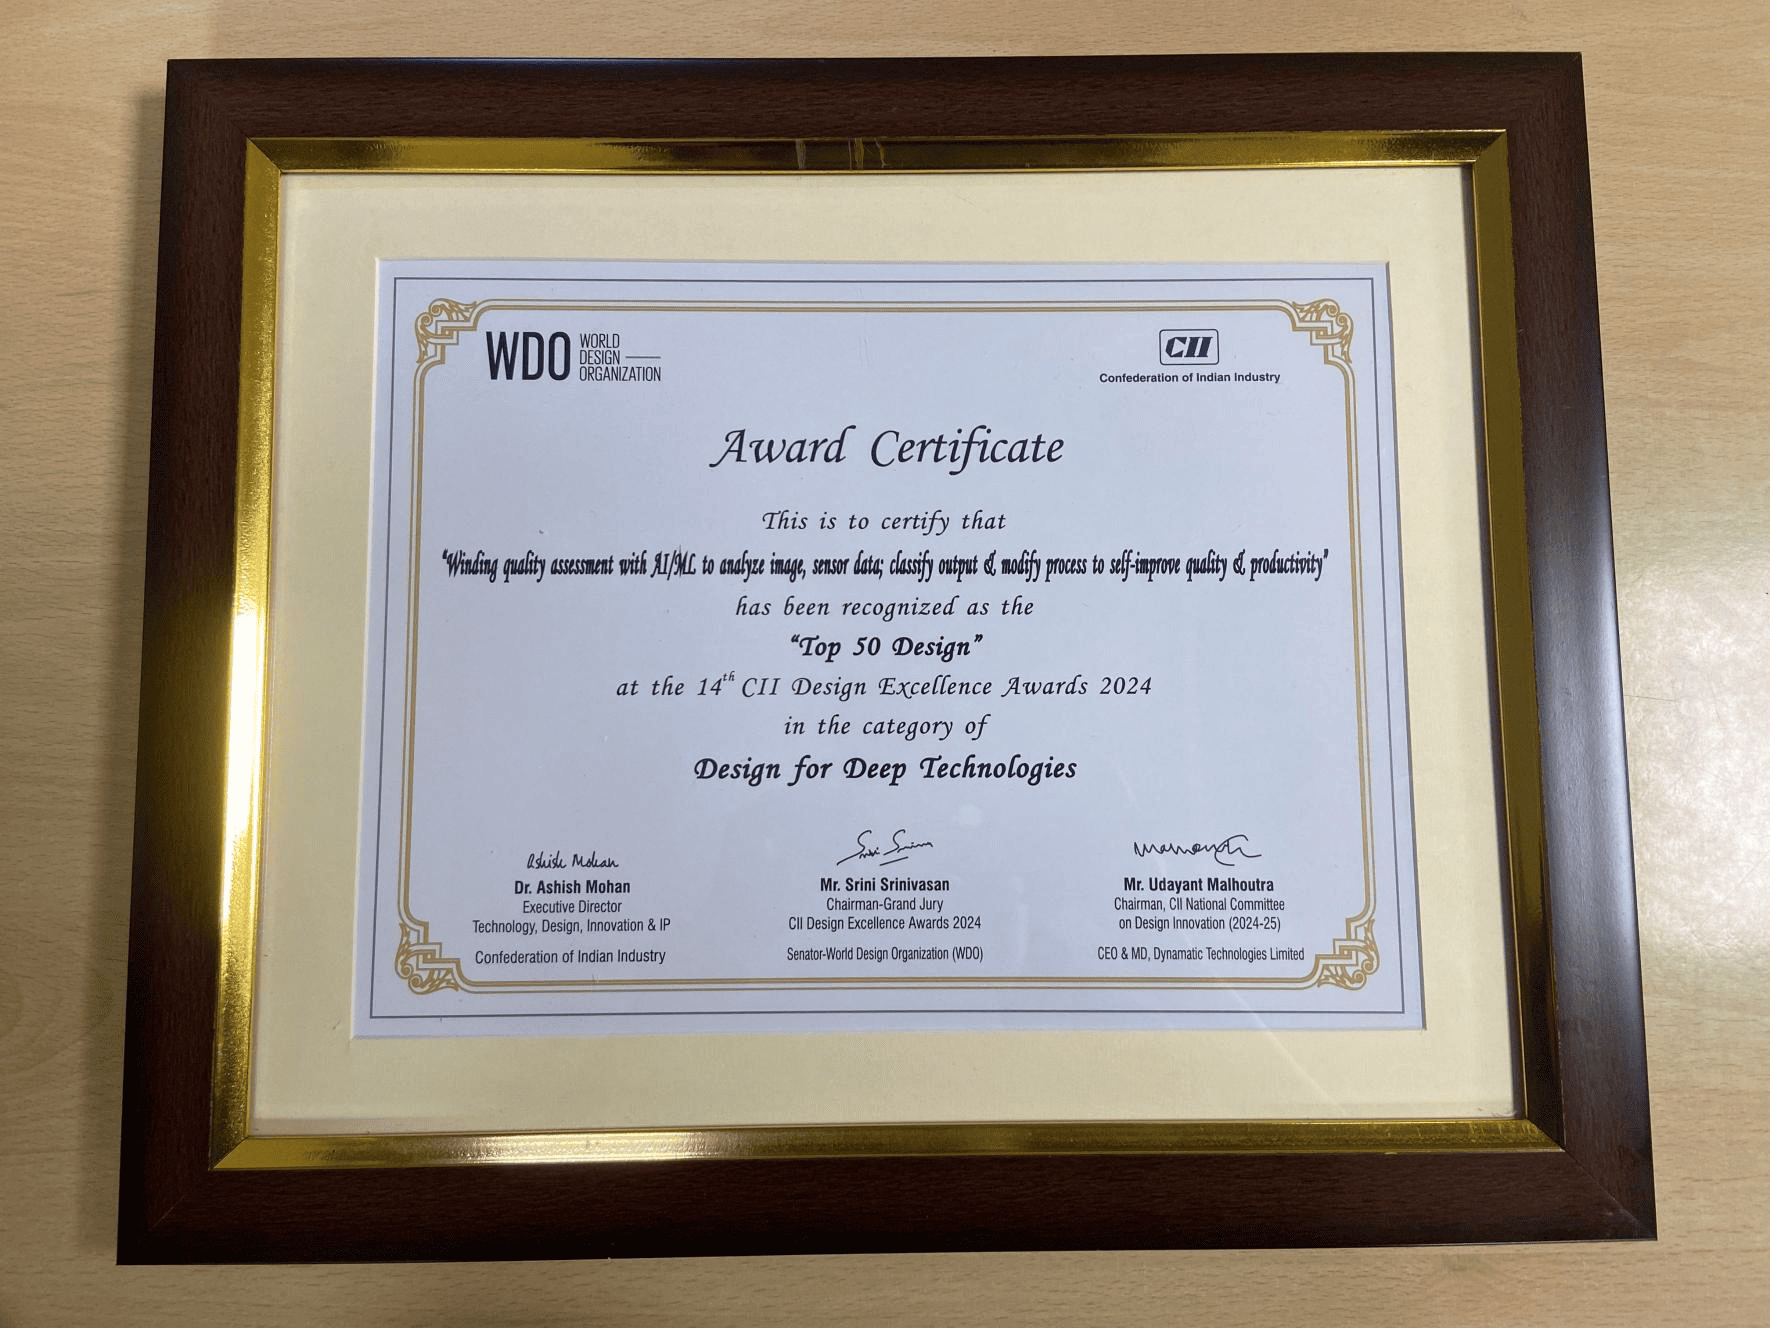 WDO WORLD
DESIGN
ORGANIZATION
CII
Confederation of Indian Industry
Award Certificate
This is to certify that
“Winding quality assessment with AI/ML to analyze image, sensor data; classify output & modify process to self-improve quality & productivity”
has been recognized as the
“Top 50 Design”
at the 14th CII Design Excellence Awards 2024
in the category of
Design for Deep Technologies
Ashish Mohan
Dr. Ashish Mohan
Executive Director
Technology, Design, Innovation & IP
Confederation of Indian Industry
Srini Srinivasan
Mr. Srini Srinivasan
Chairman-Grand Jury
CII Design Excellence Awards 2024
Senator-World Design Organization (WDO)
Mr. Udayant Malhoutra
Chairman, CII National Committee
on Design Innovation (2024-25)
CEO & MD, Dynamatic Technologies Limited